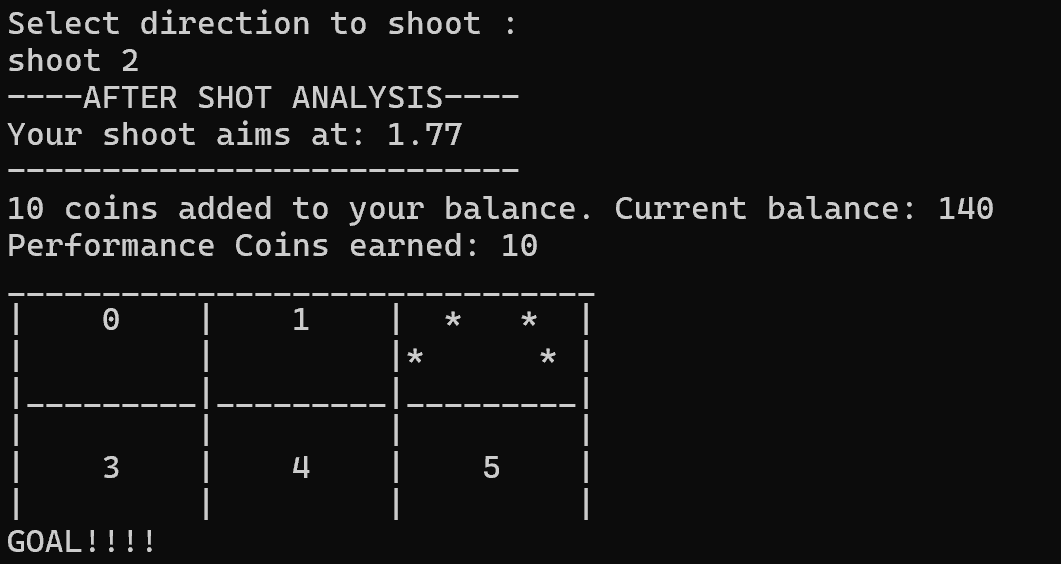 Select direction to shoot :
shoot 2
----AFTER SHOT ANALYSIS----
Your shoot aims at: 1.77
---------------------------
10 coins added to your balance. Current balance: 140
Performance Coins earned: 10
_______________________________
|    0    |    1    |  *   *  |
|         |         |*      * |
|_________|_________|_________|
|         |         |         |
|    3    |    4    |    5    |
|         |         |         |
GOAL!!!!